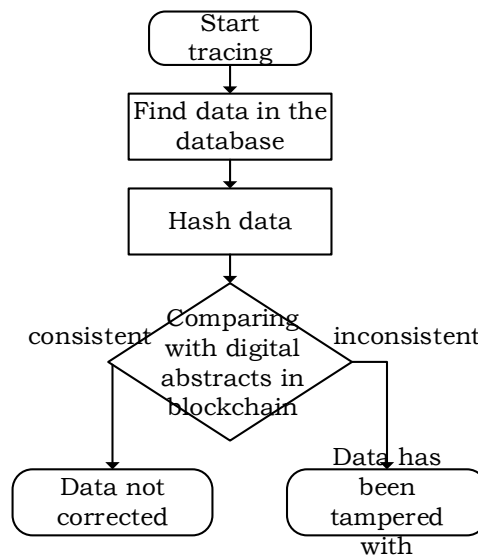 Start
tracing
Find data in the
database
Hash data
consistent
Comparing
with digital
abstracts in
blockchain
inconsistent
Data not
corrected
Data has
been
tampered
with